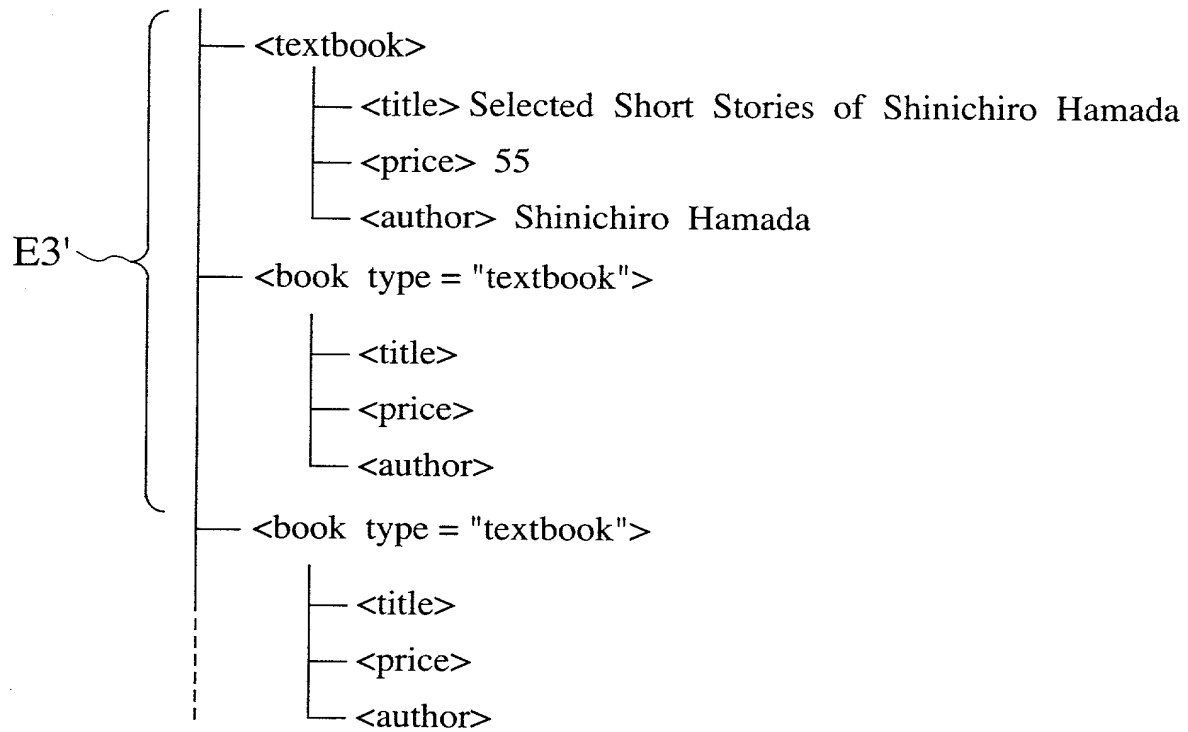 <textbook>
<title> Selected Short Stories of Shinichiro Hamada
<price> 55
<author> Shinichiro Hamada
E3'
<book type = "textbook">
<title>
<price>
<author>
<book type = "textbook">
<title>
<price>
<author>